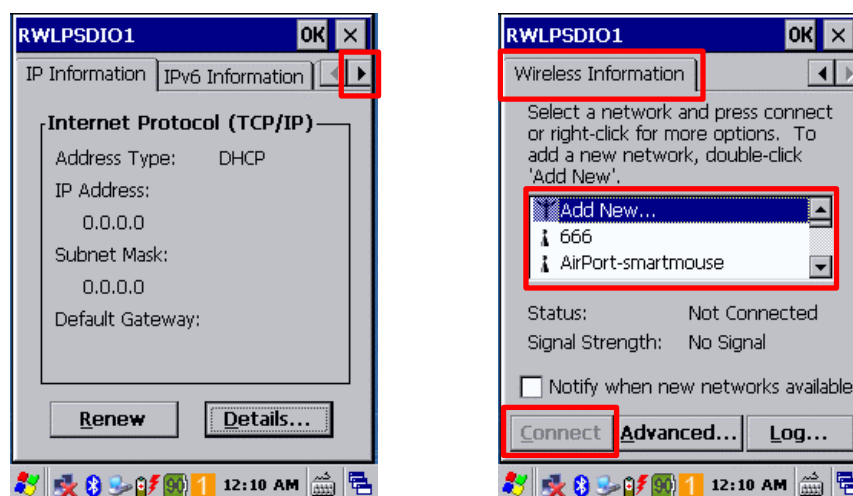 RWLPSDIO1 OK ×
IP Information IPv6 Information
Internet Protocol (TCP/IP)
Address Type: DHCP
IP Address:
0.0.0.0
Subnet Mask:
0.0.0.0
Default Gateway:
Renew Details...
90 1 12:10 AM
RWLPSDIO1 OK ×
Wireless Information
Select a network and press connect
or right-click for more options. To
add a new network, double-click
'Add New'.
Add New...
666
AirPort-smartmouse
Status: Not Connected
Signal Strength: No Signal
Notify when new networks available
Connect Advanced... Log...
90 1 12:10 AM